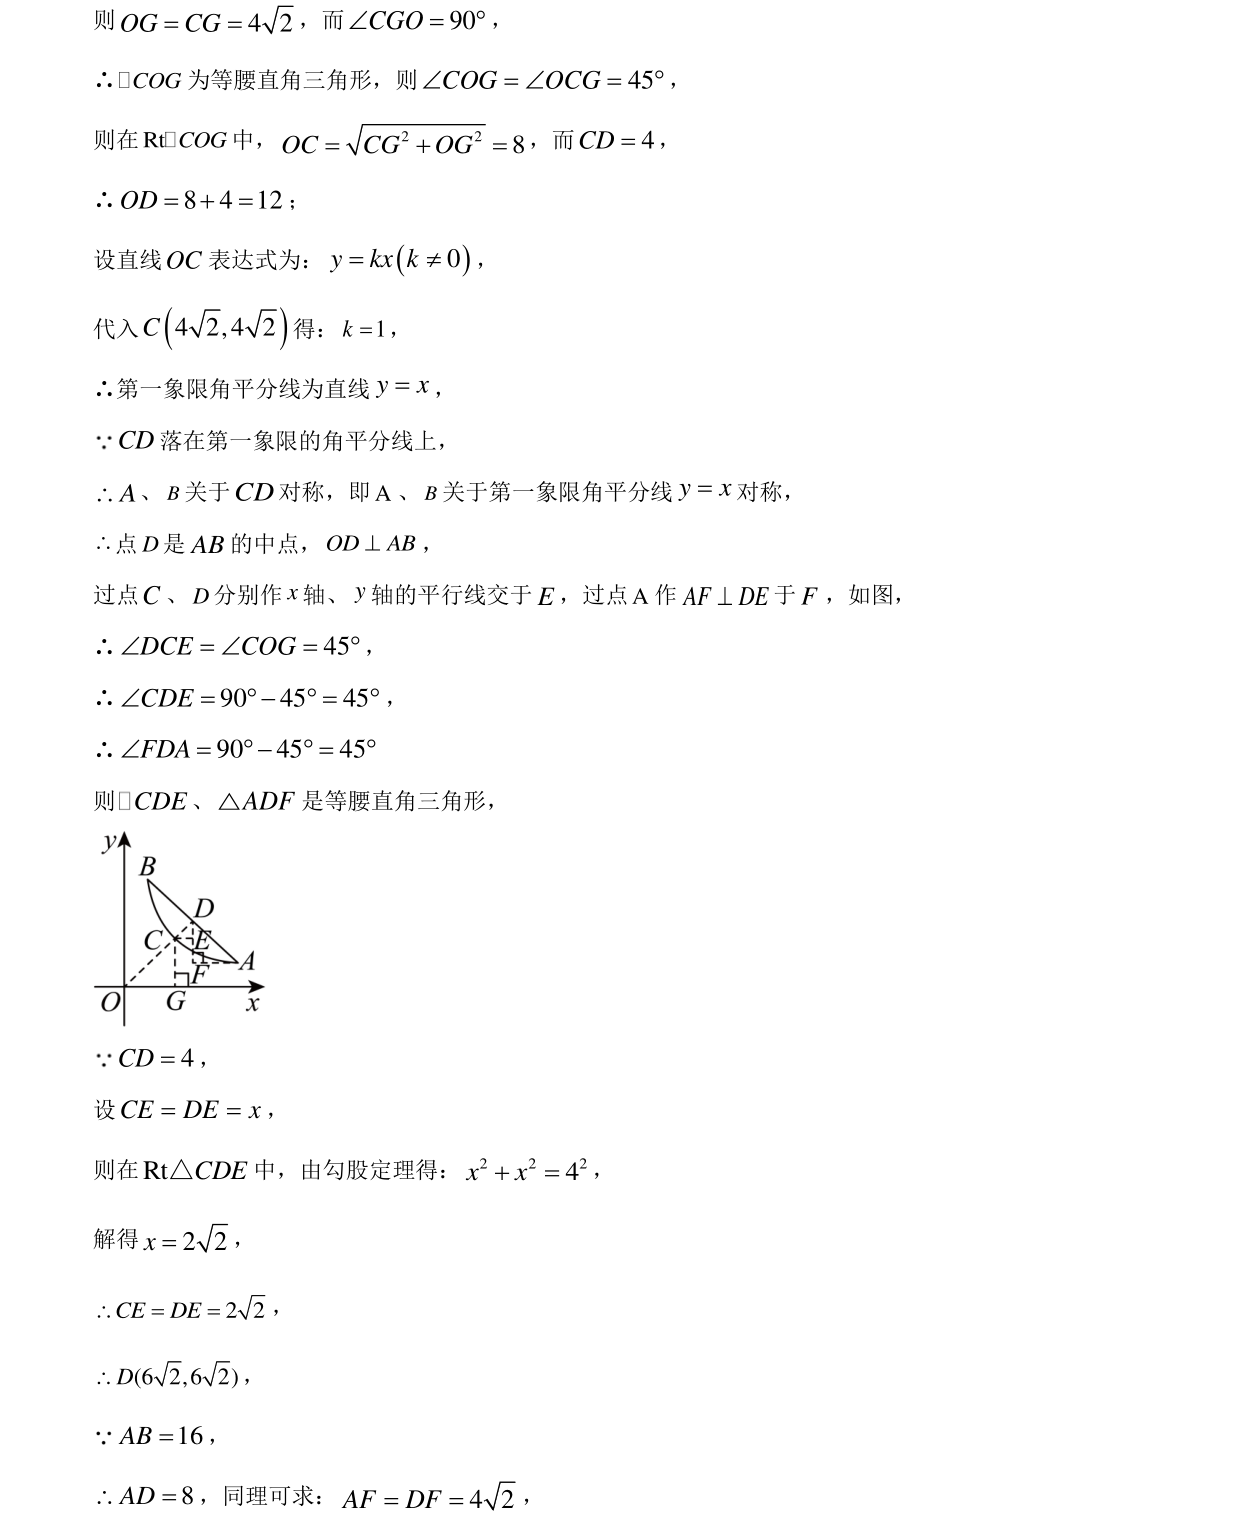 则OG=CG=4√2，而∠CGO=90°，
∴□COG为等腰直角三角形，则∠COG=∠OCG=45°，
则在Rt□COG中，OC=√(CG²+OG²)=8，而CD=4，
∴OD=8+4=12；
设直线OC表达式为：y=kx(k≠0)，
代入C(4√2,4√2)得：k=1，
∴第一象限角平分线为直线y=x，
∵CD落在第一象限的角平分线上，
∴A、B关于CD对称，即A、B关于第一象限角平分线y=x对称，
∴点D是AB的中点，OD⊥AB，
过点C、D分别作x轴、y轴的平行线交于E，过点A作AF⊥DE于F，如图，
∴∠DCE=∠COG=45°，
∴∠CDE=90°−45°=45°，
∴∠FDA=90°−45°=45°
则□CDE、△ADF是等腰直角三角形，
y
B
D
C E
A
F
O G x
∵CD=4，
设CE=DE=x，
则在Rt△CDE中，由勾股定理得：x²+x²=4²，
解得x=2√2，
∴CE=DE=2√2，
∴D(6√2,6√2)，
∵AB=16，
∴AD=8，同理可求：AF=DF=4√2，